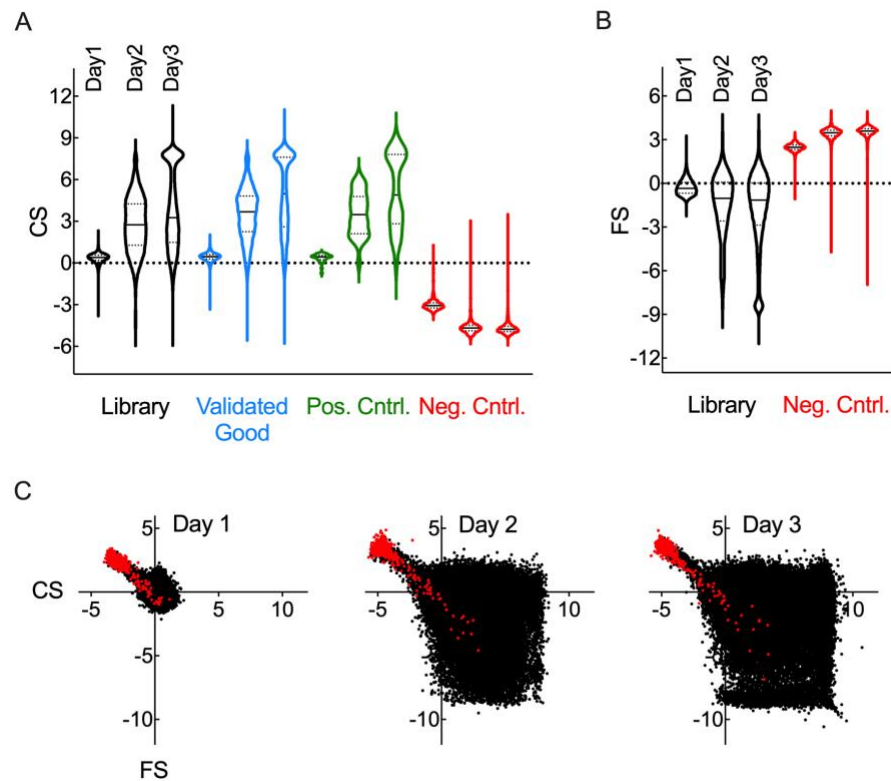 A
Day1
Day2
Day3
CS
12
9
6
3
0
-3
-6
Library
Validated
Good
Pos. Cntrl.
Neg. Cntrl.
B
Day1
Day2
Day3
FS
6
3
0
-3
-6
-9
-12
Library
Neg. Cntrl.
C
Day 1
CS
5
-5
5
10
-5
-10
FS
Day 2
5
-5
10
-5
-10
Day 3
5
-5
10
-5
-10